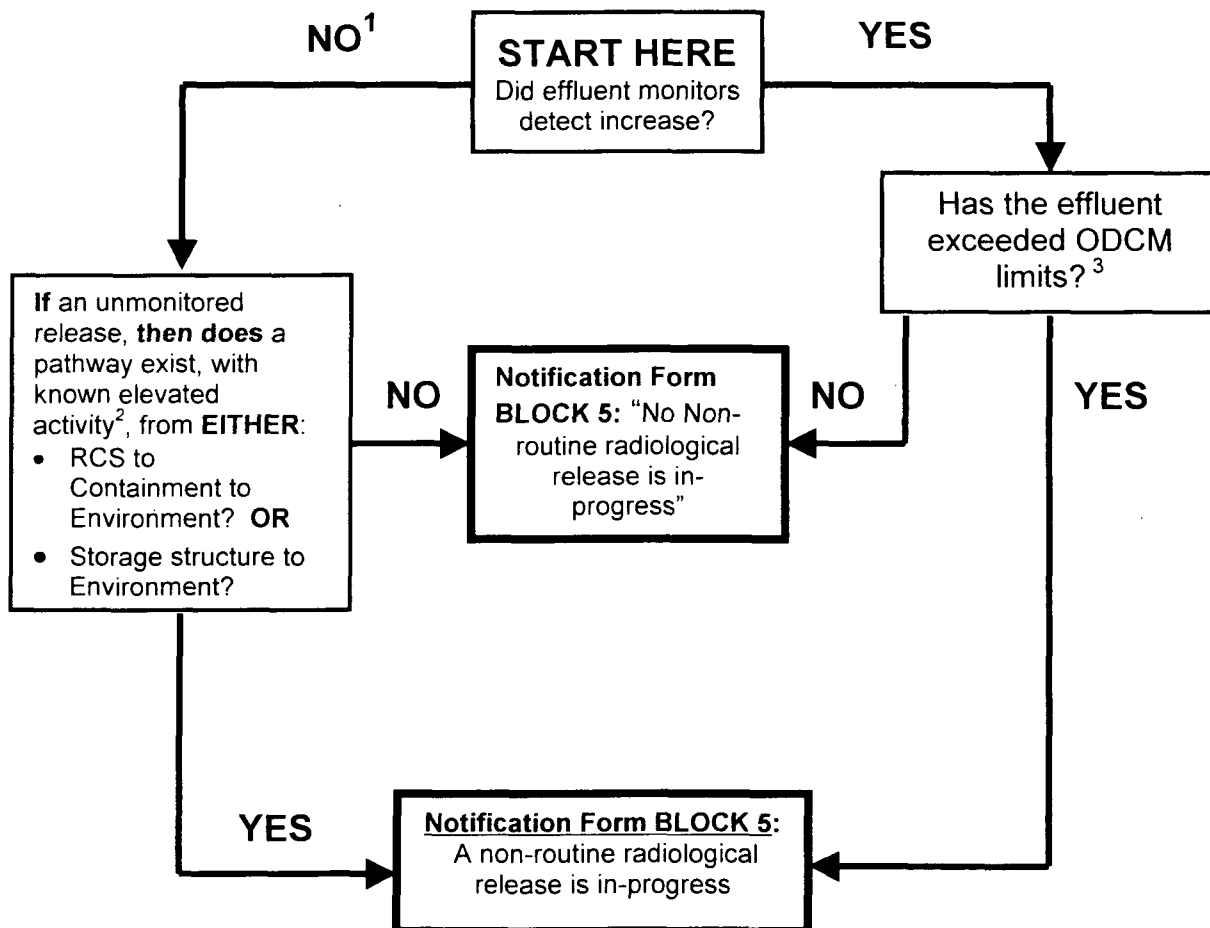 NO¹
START HERE
Did effluent monitors
detect increase?
YES
Has the effluent
exceeded ODCM
limits? ³
If an unmonitored
release, then does a
pathway exist, with
known elevated
activity², from EITHER:
• RCS to
Containment to
Environment? OR
• Storage structure to
Environment?
NO
Notification Form
BLOCK 5: “No Non-
routine radiological
release is in-
progress”
NO
YES
YES
Notification Form BLOCK 5:
A non-routine radiological
release is in-progress